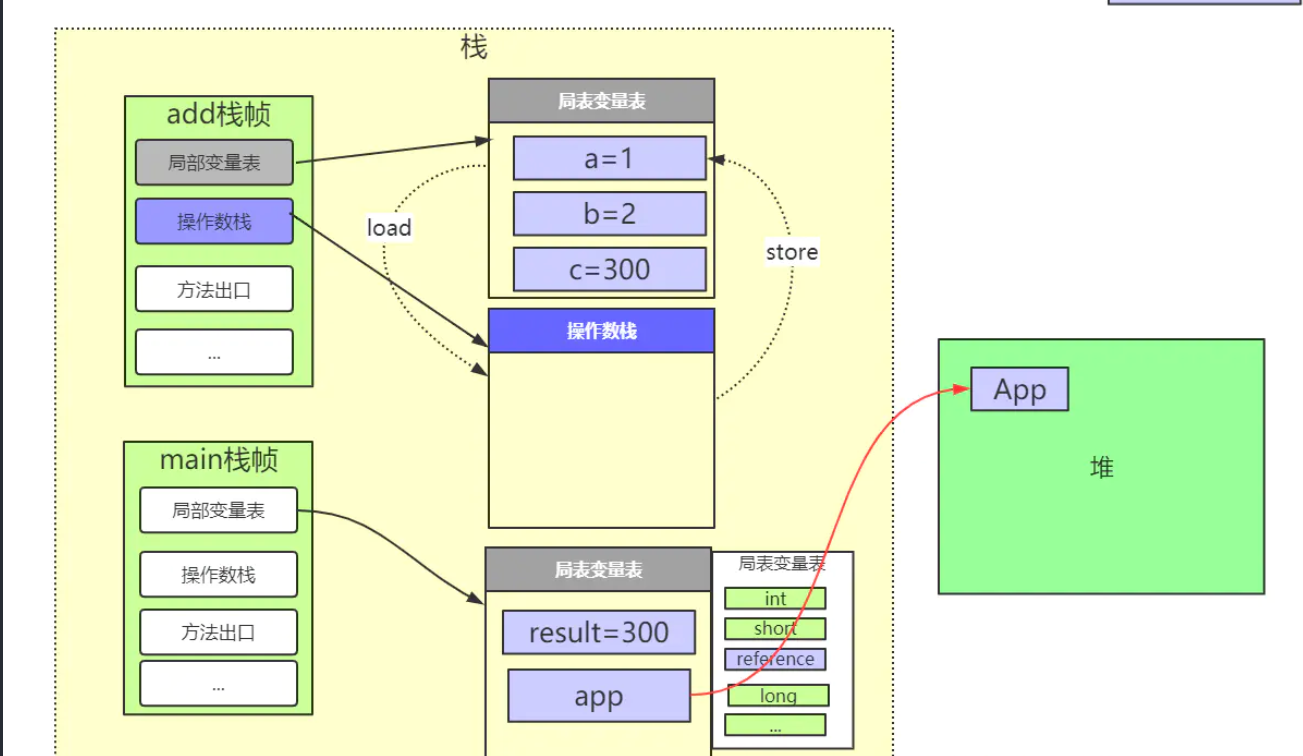 栈
add栈帧
局部变量表
操作数栈
方法出口
...
局表变量表
a=1
b=2
c=300
load
store
操作数栈
App
堆
main栈帧
局部变量表
操作数栈
方法出口
...
局表变量表
result=300
app
局表变量表
int
short
reference
long
...